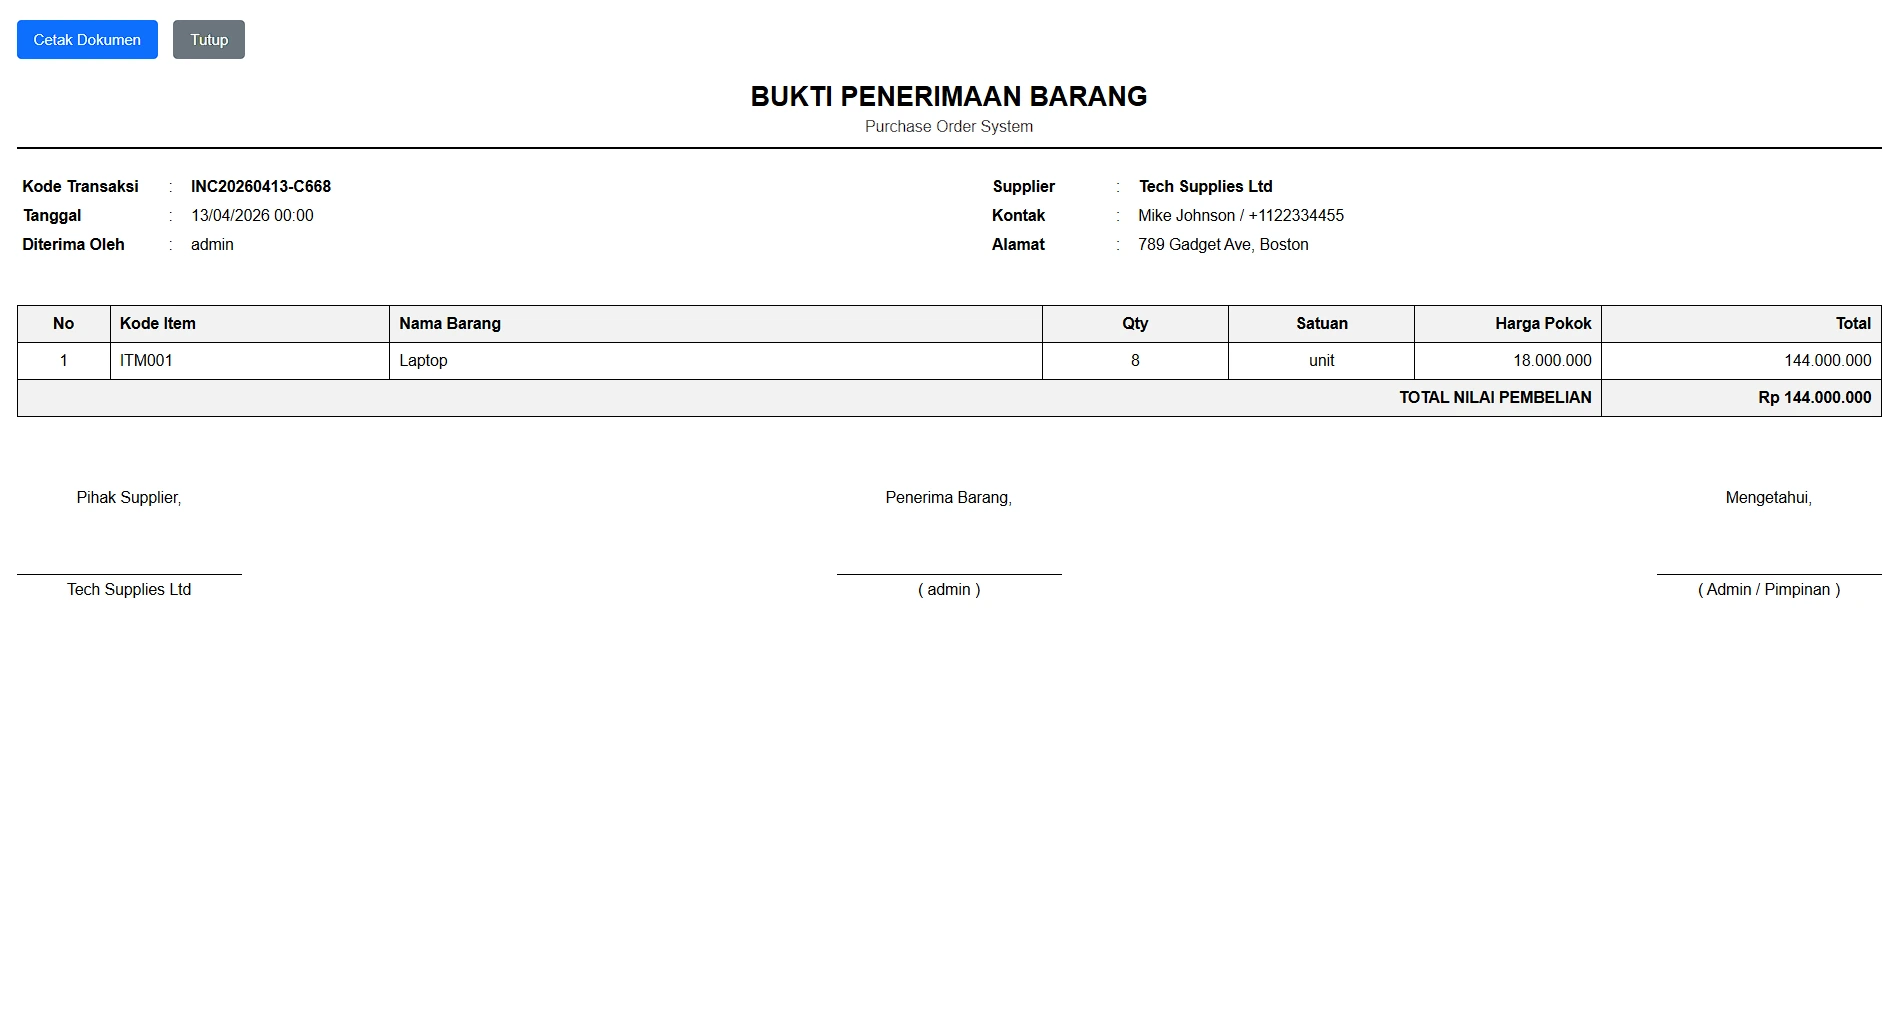 Cetak Dokumen Tutup
BUKTI PENERIMAAN BARANG
Purchase Order System
Kode Transaksi : INC20260413-C668
Tanggal : 13/04/2026 00:00
Diterima Oleh : admin
Supplier : Tech Supplies Ltd
Kontak : Mike Johnson / +1122334455
Alamat : 789 Gadget Ave, Boston
No Kode Item Nama Barang Qty Satuan Harga Pokok Total
1 ITM001 Laptop 8 unit 18.000.000 144.000.000
TOTAL NILAI PEMBELIAN Rp 144.000.000
Pihak Supplier, Penerima Barang, Mengetahui,
Tech Supplies Ltd ( admin ) ( Admin / Pimpinan )